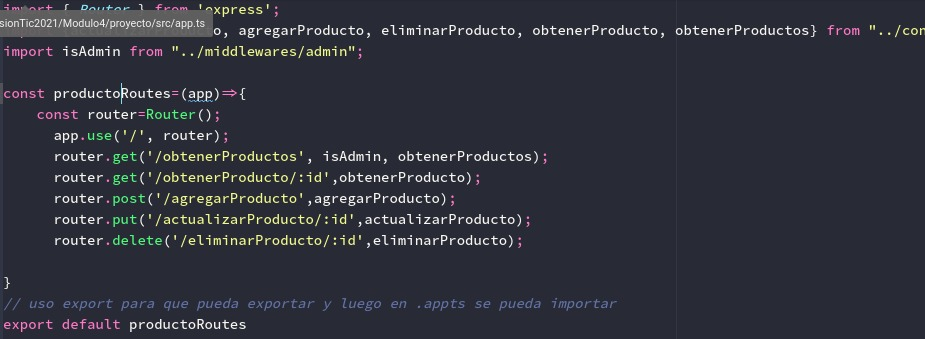 import { Router } from 'express';
sionTic2021/Modulo4/proyecto/src/app.ts
o, agregarProducto, eliminarProducto, obtenerProducto, obtenerProductos} from "../con
import isAdmin from "../middlewares/admin";
const productoRoutes=(app)=>{
const router=Router();
app.use('/', router);
router.get('/obtenerProductos', isAdmin, obtenerProductos);
router.get('/obtenerProducto/:id',obtenerProducto);
router.post('/agregarProducto',agregarProducto);
router.put('/actualizarProducto/:id',actualizarProducto);
router.delete('/eliminarProducto/:id',eliminarProducto);
}
// uso export para que pueda exportar y luego en .appts se pueda importar
export default productoRoutes